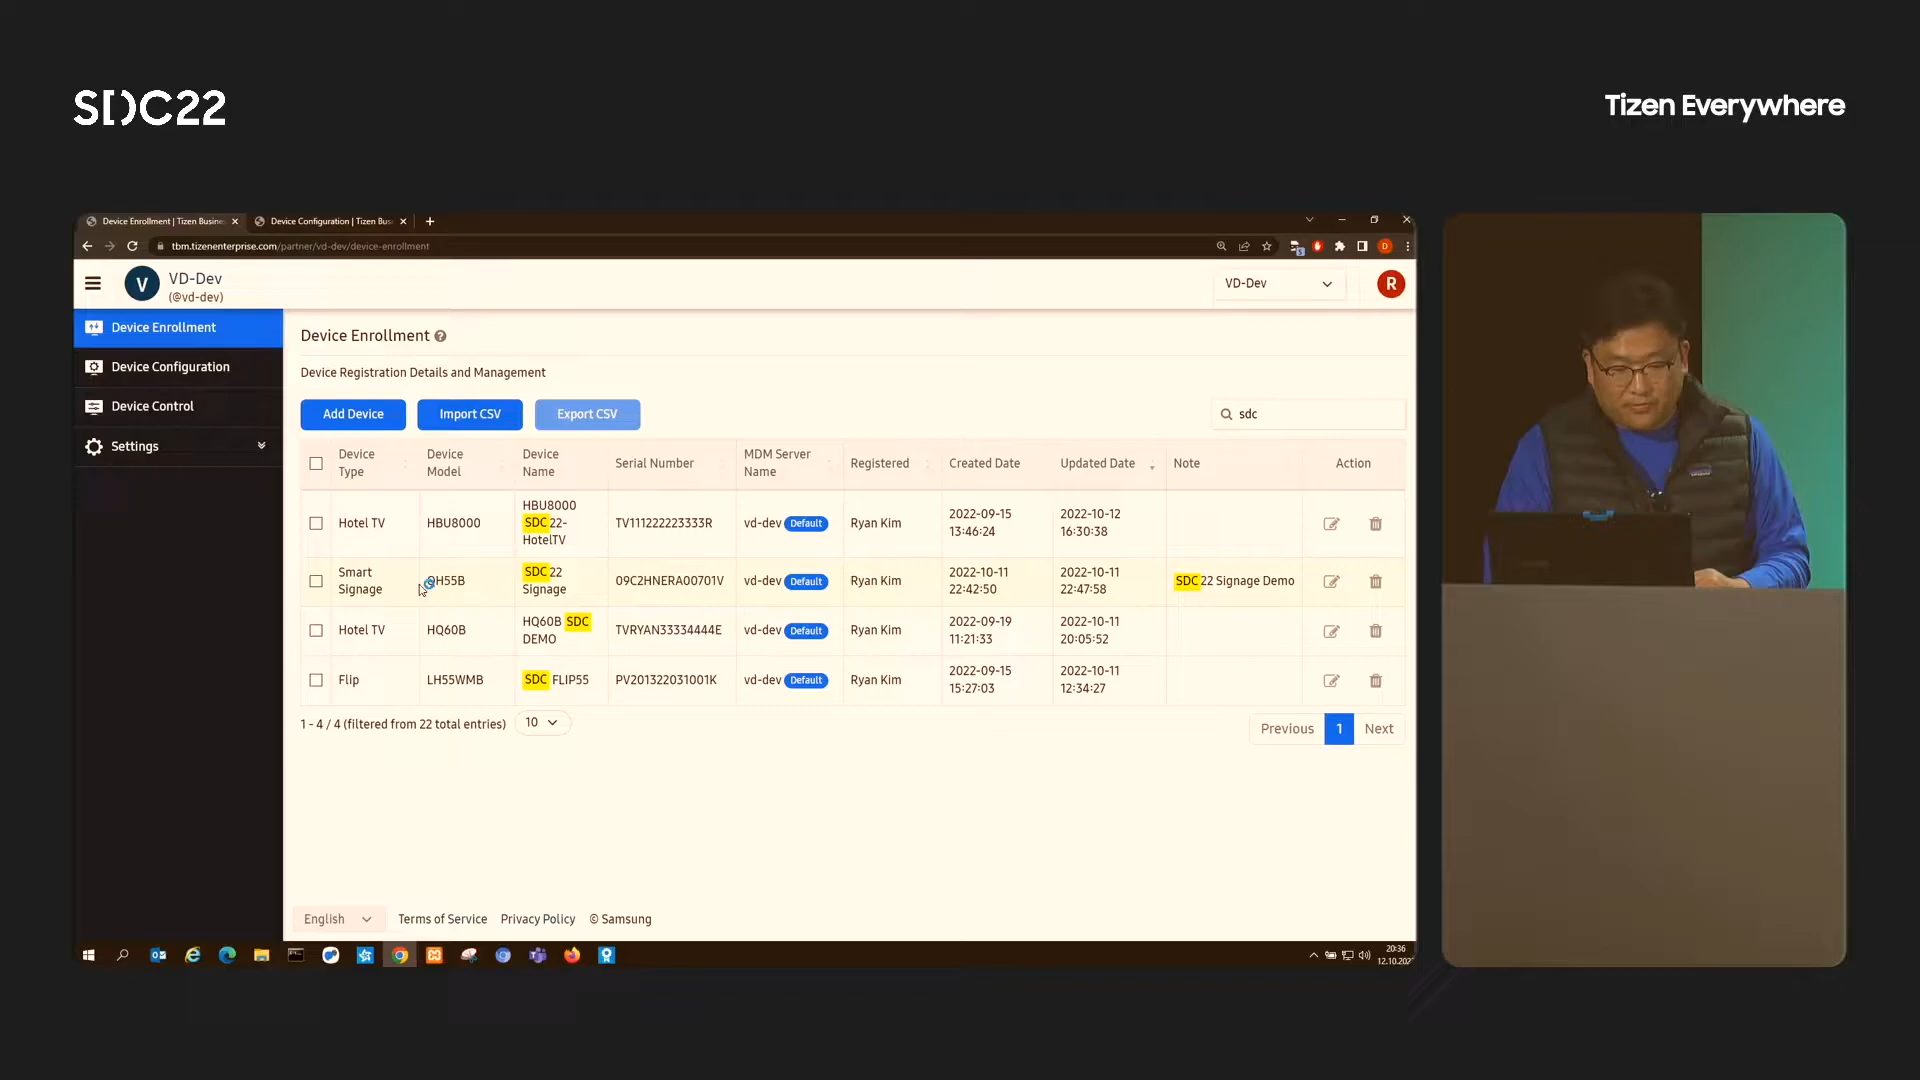 SDC22
Tizen Everywhere
Device Enrollment | Tizen Busine
Device Configuration | Tizen Bus
tbm.tizenenterprise.com/partner/vd-dev/device-enrollment
V
VD-Dev
(@vd-dev)
VD-Dev
R
Device Enrollment
Device Configuration
Device Control
Settings
Device Enrollment
Device Registration Details and Management
Add Device
Import CSV
Export CSV
sdc
Device
Type
Device
Model
Device
Name
Serial Number
MDM Server
Name
Registered
Created Date
Updated Date
Note
Action
Hotel TV
HBU8000
HBU8000
SDC22-
HotelTV
TV111222223333R
vd-dev Default
Ryan Kim
2022-09-15
13:46:24
2022-10-12
16:30:38
Smart
Signage
QH55B
SDC22
Signage
09C2HNERA00701V
vd-dev Default
Ryan Kim
2022-10-11
22:42:50
2022-10-11
22:47:58
SDC22 Signage Demo
Hotel TV
HQ60B
HQ60B SDC
DEMO
TVRYAN33334444E
vd-dev Default
Ryan Kim
2022-09-19
11:21:33
2022-10-11
20:05:52
Flip
LH55WMB
SDC FLIP55
PV201322031001K
vd-dev Default
Ryan Kim
2022-09-15
15:27:03
2022-10-11
12:34:27
1 - 4 / 4 (filtered from 22 total entries)
10
Previous
1
Next
English
Terms of Service
Privacy Policy
© Samsung
20:36
12.10.202